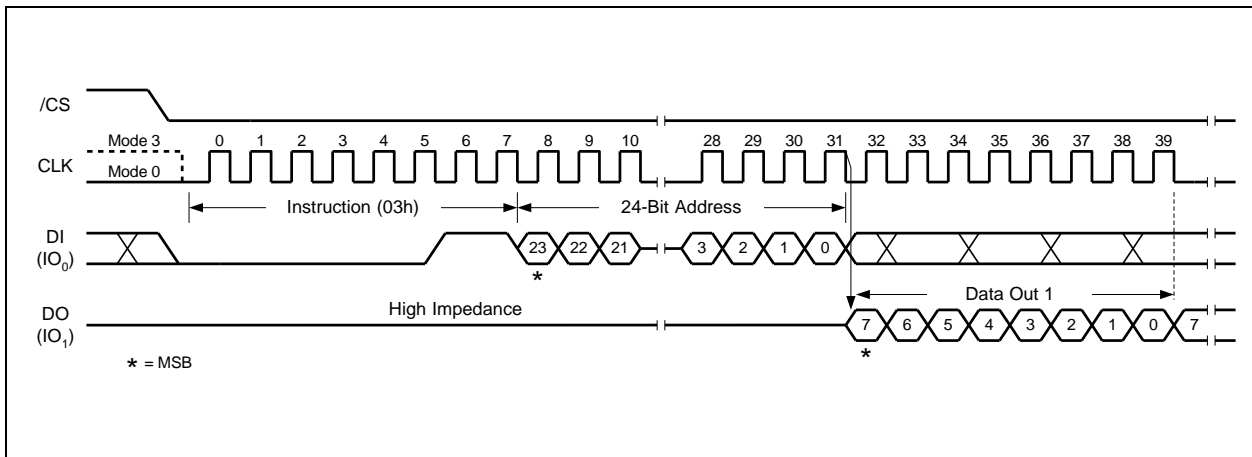 /CS
Mode 3 0 1 2 3 4 5 6 7 8 9 10 28 29 30 31 32 33 34 35 36 37 38 39
CLK Mode 0
Instruction (03h) 24-Bit Address
DI
(IO0)
23 22 21 3 2 1 0
*
High Impedance Data Out 1
DO
(IO1)
7 6 5 4 3 2 1 0 7
*
* = MSB